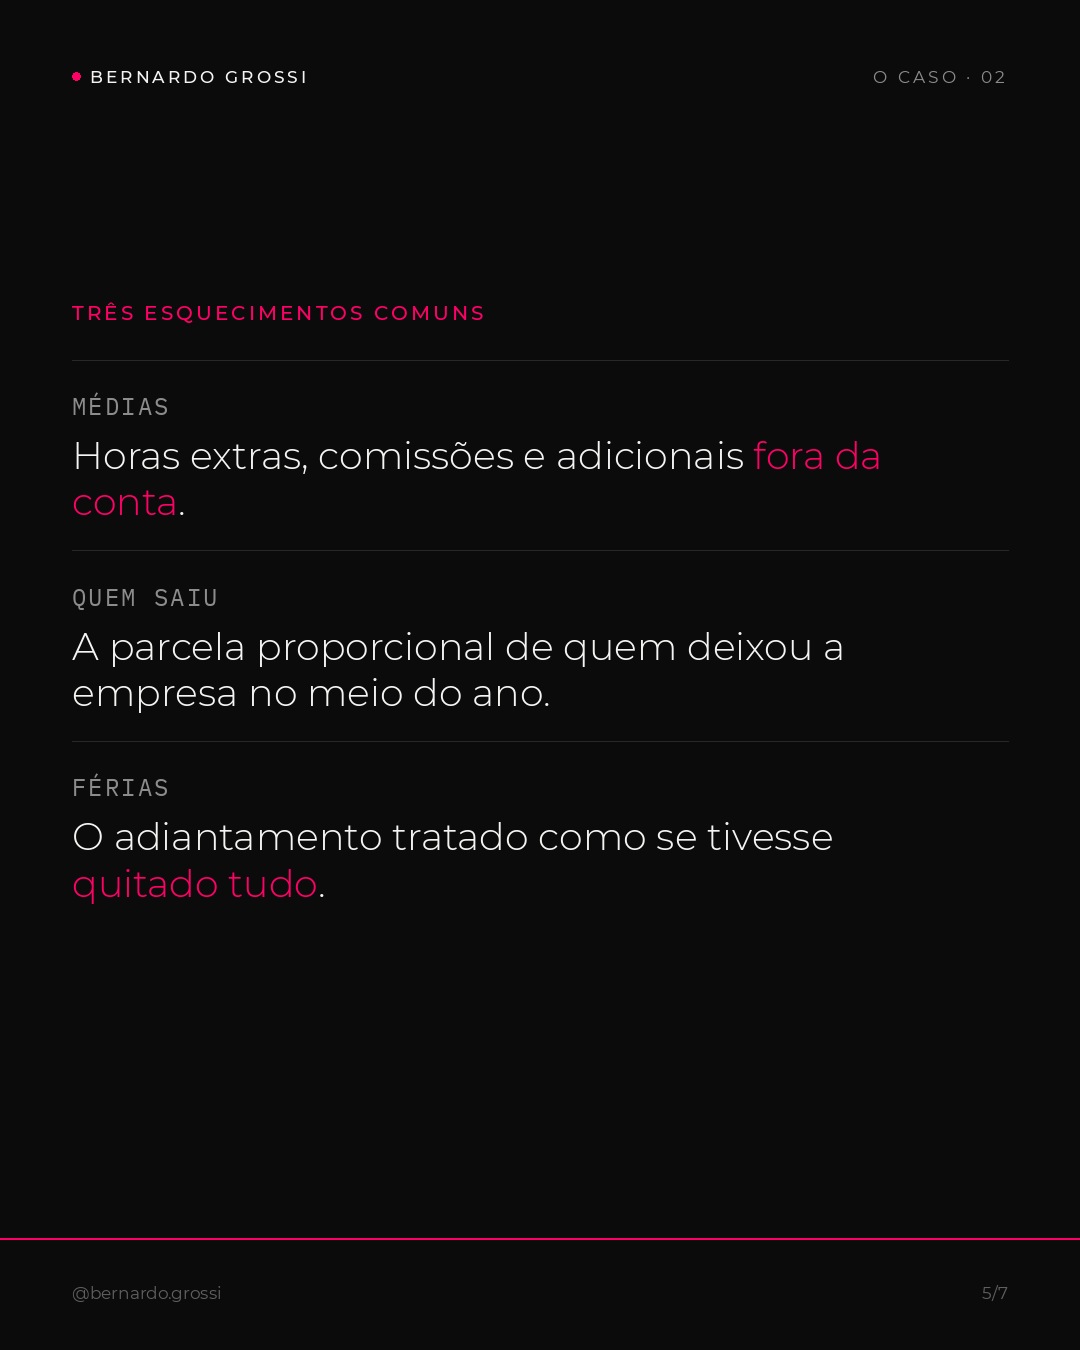 BERNARDO GROSSI
O CASO · 02
TRÊS ESQUECIMENTOS COMUNS
MÉDIAS
Horas extras, comissões e adicionais fora da
conta.
QUEM SAIU
A parcela proporcional de quem deixou a
empresa no meio do ano.
FÉRIAS
O adiantamento tratado como se tivesse
quitado tudo.
@bernardo.grossi
5/7